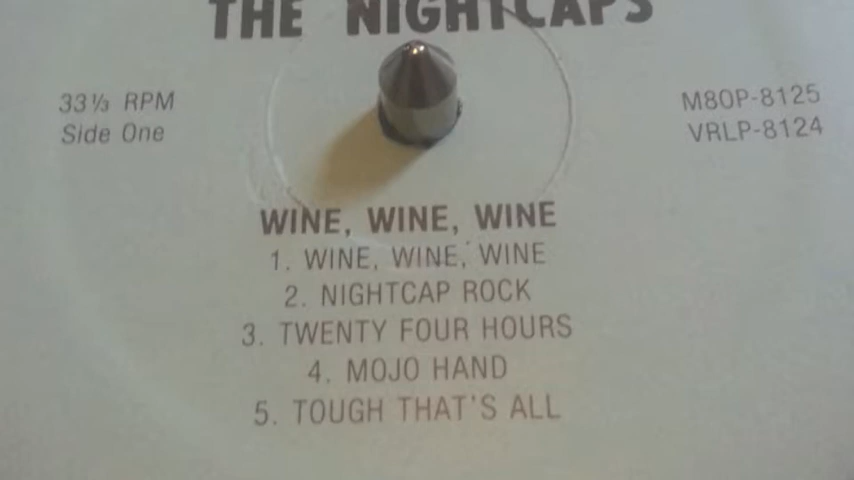 THE NIGHTCAPS
33⅓ RPM
Side One
M8OP-8125
VRLP-8124
WINE, WINE, WINE
1. WINE, WINE, WINE
2. NIGHTCAP ROCK
3. TWENTY FOUR HOURS
4. MOJO HAND
5. TOUGH THAT'S ALL